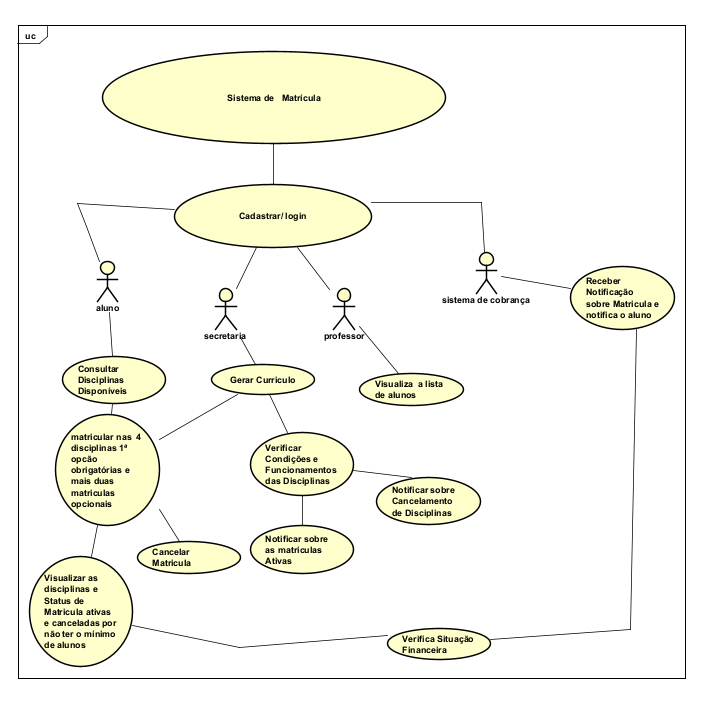 uc
Sistema de Matricula
Cadastrar/ login
aluno
secretaria
professor
sistema de cobrança
Receber
Notificação
sobre Matricula e
notifica o aluno
Consultar
Disciplinas
Disponíveis
Gerar Curriculo
Visualiza a lista
de alunos
matricular nas 4
disciplinas 1ª
opcão
obrigatórias e
mais duas
matriculas
opcionais
Verificar
Condições e
Funcionamentos
das Disciplinas
Notificar sobre
Cancelamento
de Disciplinas
Cancelar
Matricula
Notificar sobre
as matriculas
Ativas
Visualizar as
disciplinas e
Status de
Matricula ativas
e canceladas por
não ter o mínimo
de alunos
Verifica Situação
Financeira